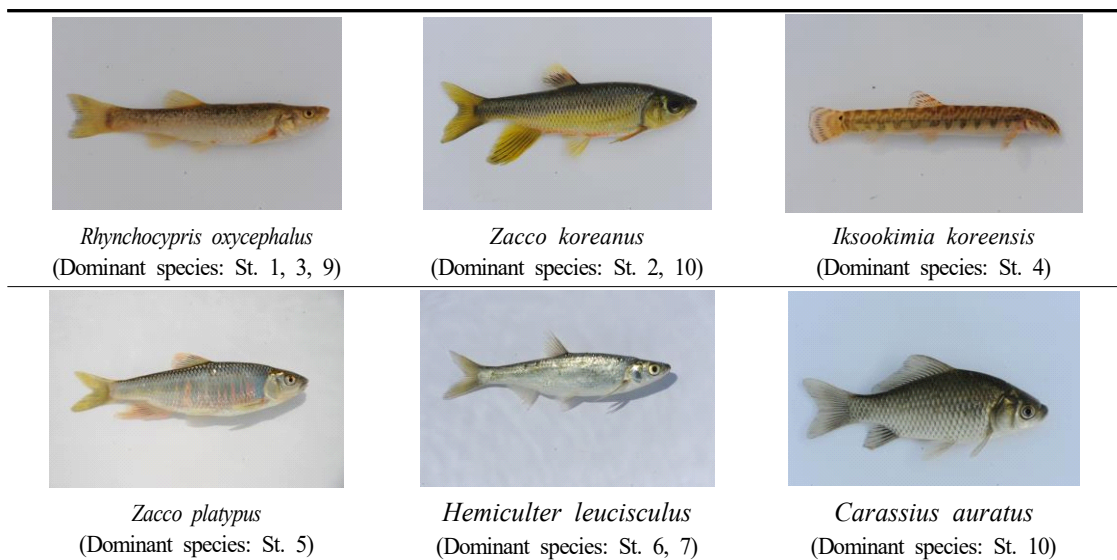 Rhynchocypris oxycephalus
(Dominant species: St. 1, 3, 9)
Zacco koreanus
(Dominant species: St. 2, 10)
Iksookimia koreensis
(Dominant species: St. 4)
Zacco platypus
(Dominant species: St. 5)
Hemiculter leucisculus
(Dominant species: St. 6, 7)
Carassius auratus
(Dominant species: St. 10)